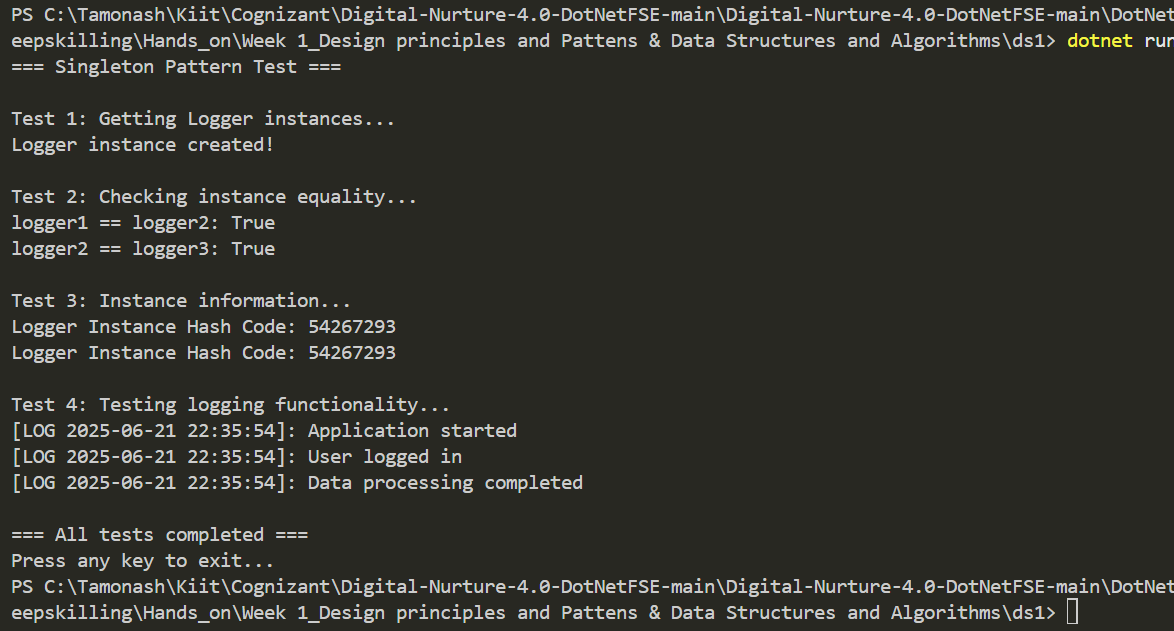 PS C:\Tamonash\Kiit\Cognizant\Digital-Nurture-4.0-DotNetFSE-main\Digital-Nurture-4.0-DotNetFSE-main\DotNet
eepskilling\Hands_on\Week 1_Design principles and Pattens & Data Structures and Algorithms\ds1> dotnet run
=== Singleton Pattern Test ===
Test 1: Getting Logger instances...
Logger instance created!
Test 2: Checking instance equality...
logger1 == logger2: True
logger2 == logger3: True
Test 3: Instance information...
Logger Instance Hash Code: 54267293
Logger Instance Hash Code: 54267293
Test 4: Testing logging functionality...
[LOG 2025-06-21 22:35:54]: Application started
[LOG 2025-06-21 22:35:54]: User logged in
[LOG 2025-06-21 22:35:54]: Data processing completed
=== All tests completed ===
Press any key to exit...
PS C:\Tamonash\Kiit\Cognizant\Digital-Nurture-4.0-DotNetFSE-main\Digital-Nurture-4.0-DotNetFSE-main\DotNet
eepskilling\Hands_on\Week 1_Design principles and Pattens & Data Structures and Algorithms\ds1>